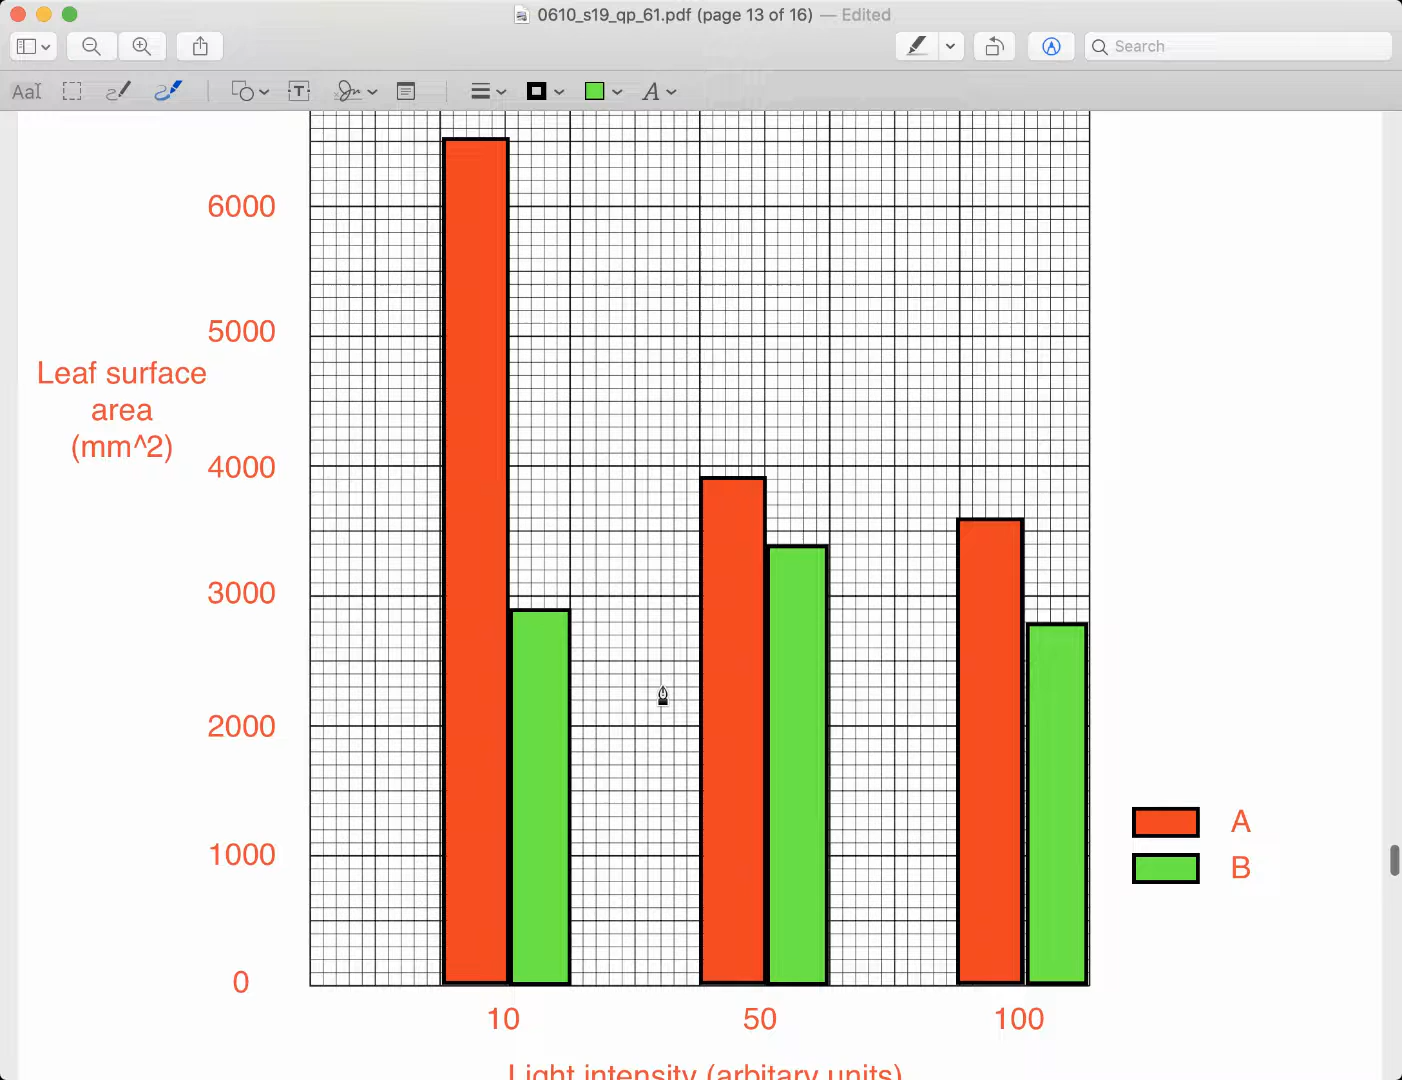 0610_s19_qp_61.pdf (page 13 of 16) — Edited
Search
AaI
T
A
6000
5000
Leaf surface
area
(mm^2)
4000
3000
2000
1000
0
A
B
10
50
100
Light intensity (arbitary units)